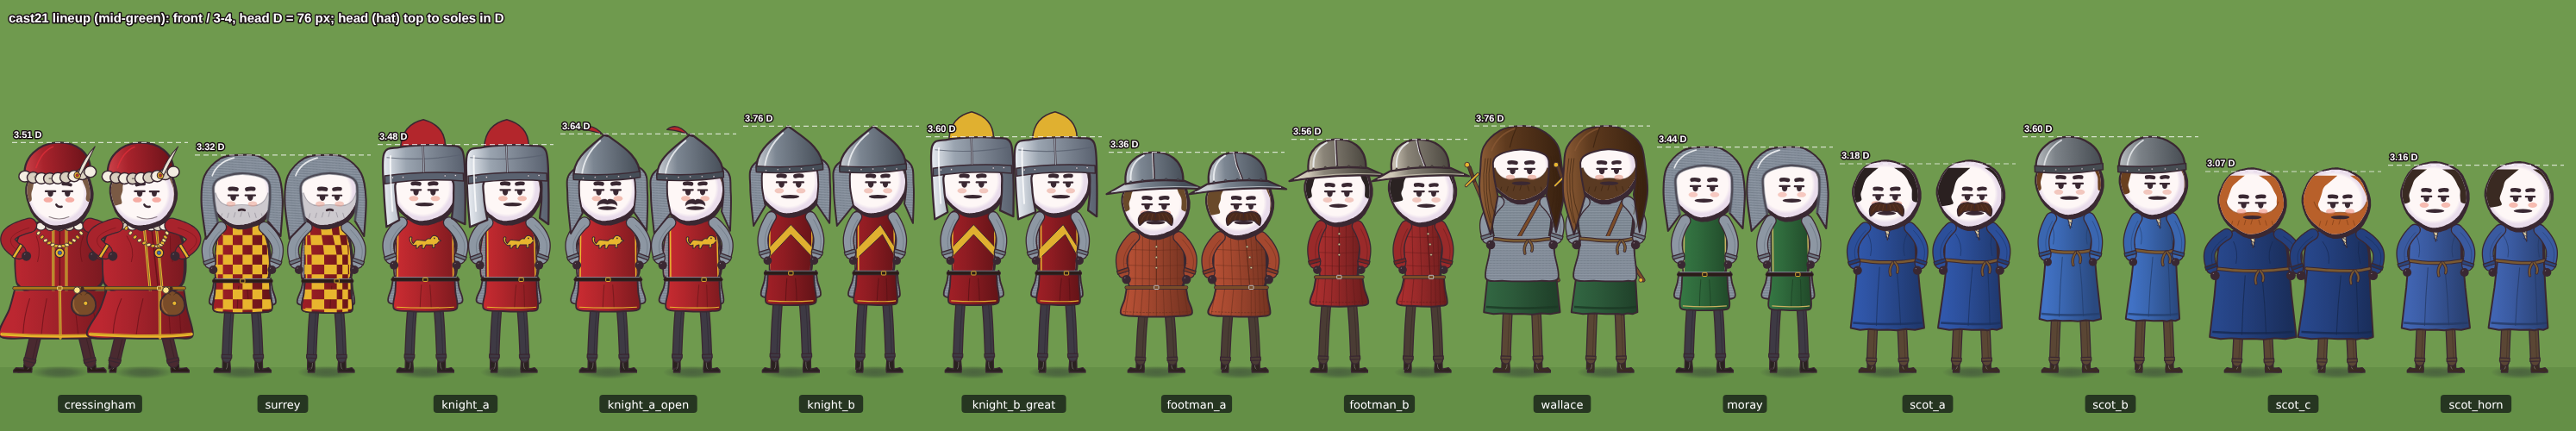 cast21 lineup (mid-green): front / 3-4, head D = 76 px; head (hat) top to soles in D
3.51 D
3.32 D
3.48 D
3.64 D
3.76 D
3.60 D
3.36 D
3.56 D
3.76 D
3.44 D
3.18 D
3.60 D
3.07 D
3.16 D
cressingham
surrey
knight_a
knight_a_open
knight_b
knight_b_great
footman_a
footman_b
wallace
moray
scot_a
scot_b
scot_c
scot_horn